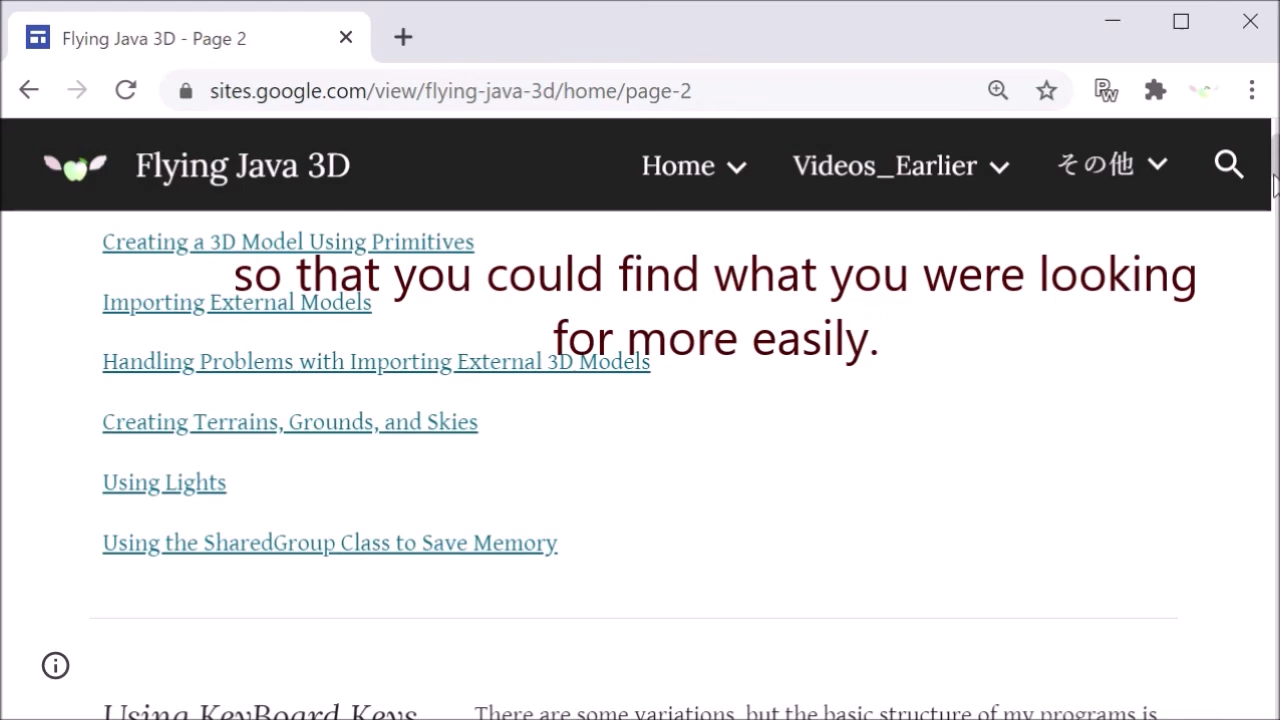 Flying Java 3D - Page 2
sites.google.com/view/flying-java-3d/home/page-2
Flying Java 3D
Home
Videos_Earlier
その他
Creating a 3D Model Using Primitives
so that you could find what you were looking
for more easily.
Importing External Models
Handling Problems with Importing External 3D Models
Creating Terrains, Grounds, and Skies
Using Lights
Using the SharedGroup Class to Save Memory
Using KeyBoard Keys
There are some variations, but the basic structure of my programs is